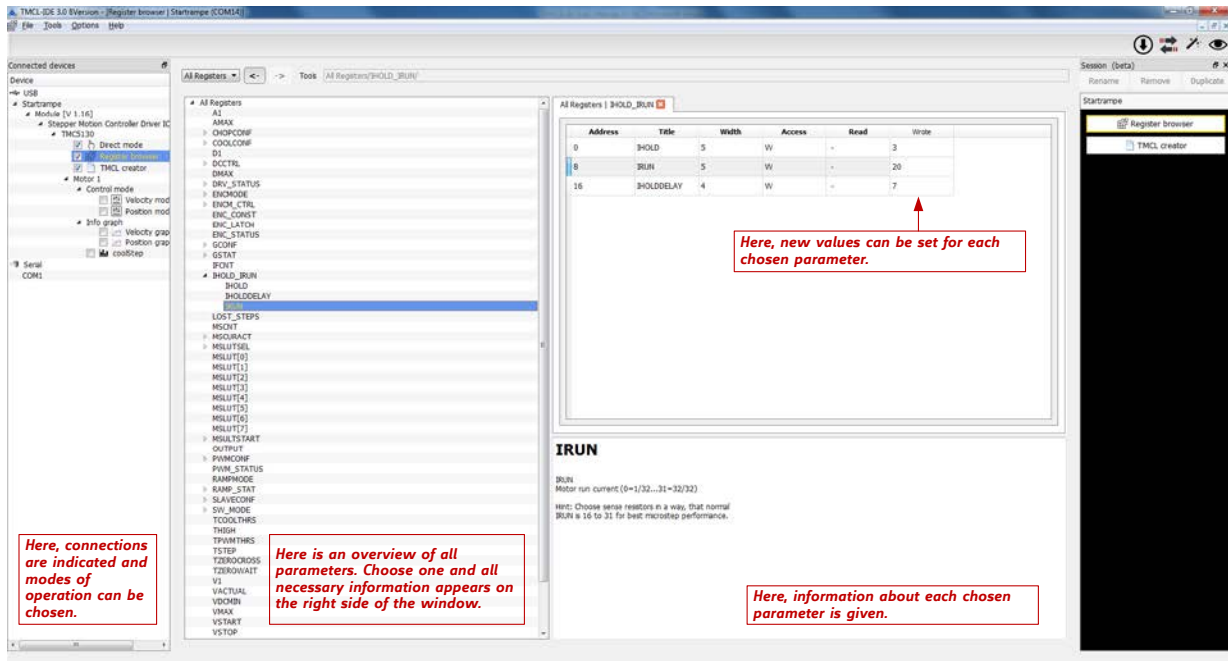 TMCL-IDE 3.0 BVersion - [Register browser | Startrampe (COM14)]
File Tools Options Help
Connected devices
Device
USB
Startrampe
Module [V 1.16]
Stepper Motion Controller Driver IC
TMC5130
Direct mode
Register browser
TMCL creator
Motor 1
Control mode
Velocity mod
Position mod
Info graph
Velocity grap
Position grap
coolStep
Serial
COM1
Here, connections
are indicated and
modes of
operation can be
chosen.
All Registers <- -> Tools All Registers/IHOLD_IRUN/
All Registers
A1
AMAX
CHOPCONF
COOLCONF
D1
DCCTRL
DMAX
DRV_STATUS
ENCMODE
ENCM_CTRL
ENC_CONST
ENC_LATCH
ENC_STATUS
GCONF
GSTAT
IFCNT
IHOLD_IRUN
IHOLD
IHOLDDELAY
IRUN
LOST_STEPS
MSCNT
MSCURACT
MSLUTSEL
MSLUT[0]
MSLUT[1]
MSLUT[2]
MSLUT[3]
MSLUT[4]
MSLUT[5]
MSLUT[6]
MSLUT[7]
MSULTSTART
OUTPUT
PWMCONF
PWM_STATUS
RAMPMODE
RAMP_STAT
SLAVECONF
SW_MODE
TCOOLTHRS
THIGH
TPWMTHRS
TSTEP
TZEROCROSS
TZEROWAIT
V1
VACTUAL
VDCMIN
VMAX
VSTART
VSTOP
Here is an overview of all
parameters. Choose one and all
necessary information appears on
the right side of the window.
All Registers | IHOLD_IRUN
Address Title Width Access Read Wrote
0 IHOLD 5 W - 3
8 IRUN 5 W - 20
16 IHOLDDELAY 4 W - 7
Here, new values can be set for each
chosen parameter.
IRUN
IRUN
Motor run current (0=1/32...31=32/32)
Hint: Choose sense resistors in a way, that normal
IRUN is 16 to 31 for best microstep performance.
Here, information about each chosen
parameter is given.
Session (beta)
Rename Remove Duplicate
Startrampe
Register browser
TMCL creator